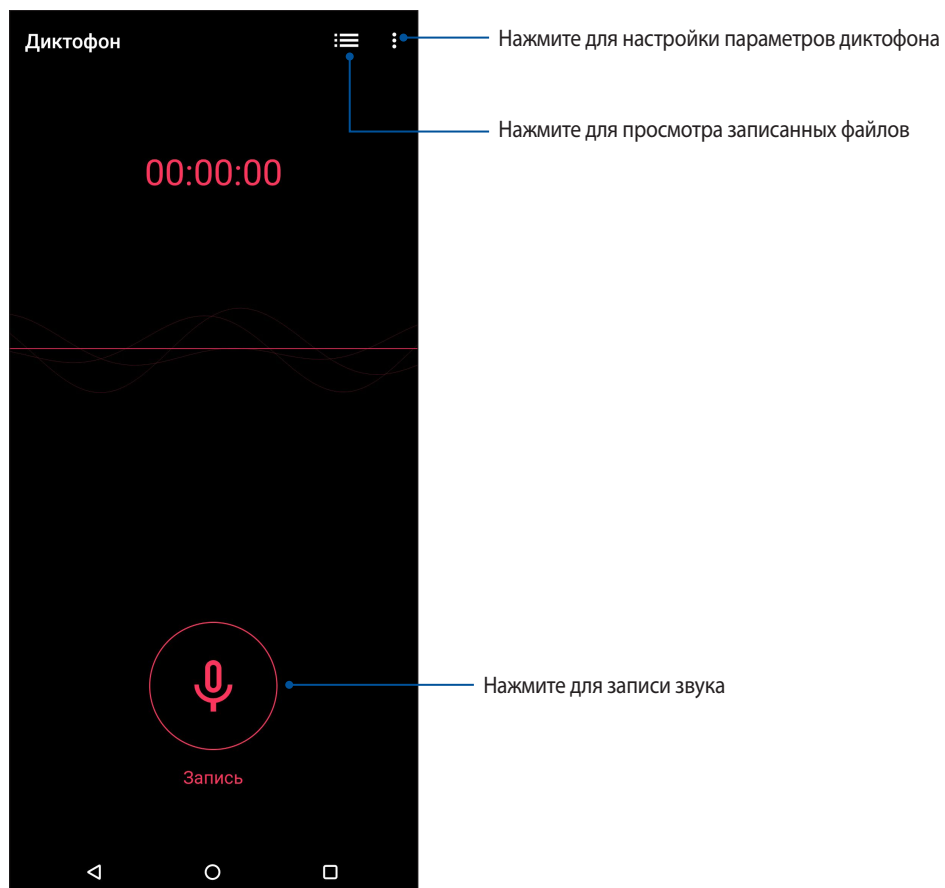 Диктофон
Нажмите для настройки параметров диктофона
Нажмите для просмотра записанных файлов
00:00:00
Нажмите для записи звука
Запись